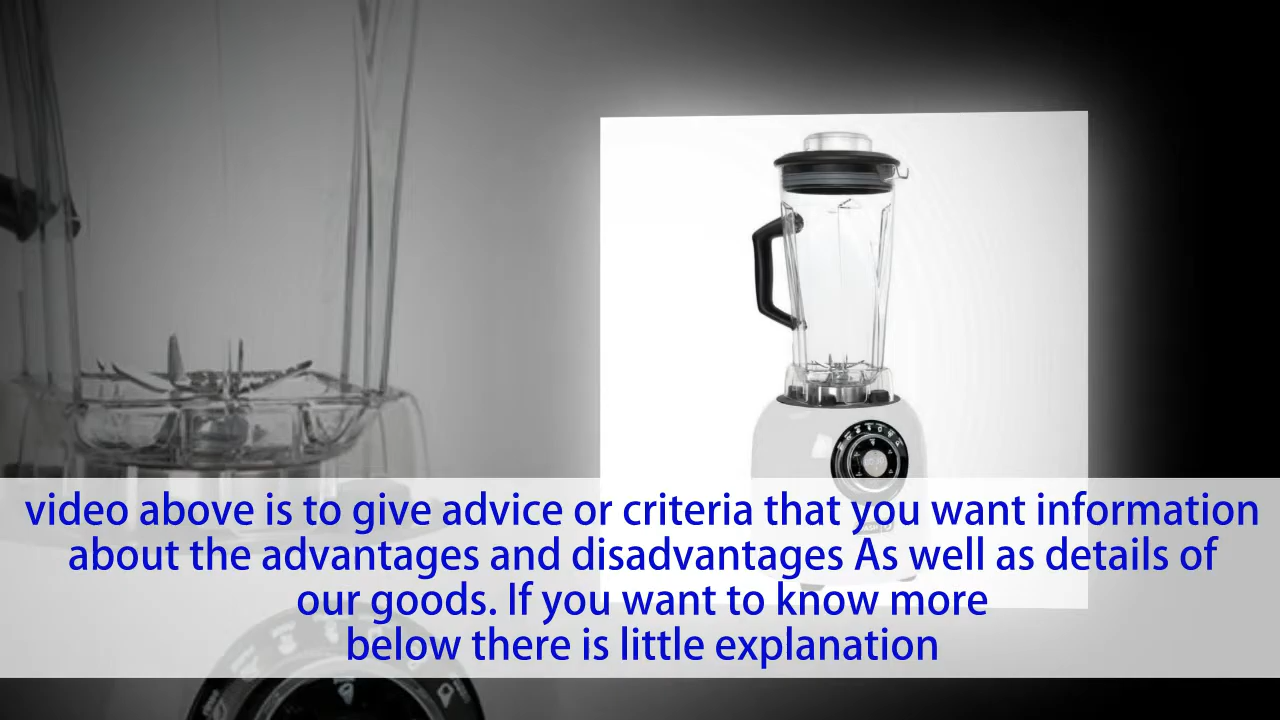 video above is to give advice or criteria that you want information
about the advantages and disadvantages As well as details of
our goods. If you want to know more
below there is little explanation